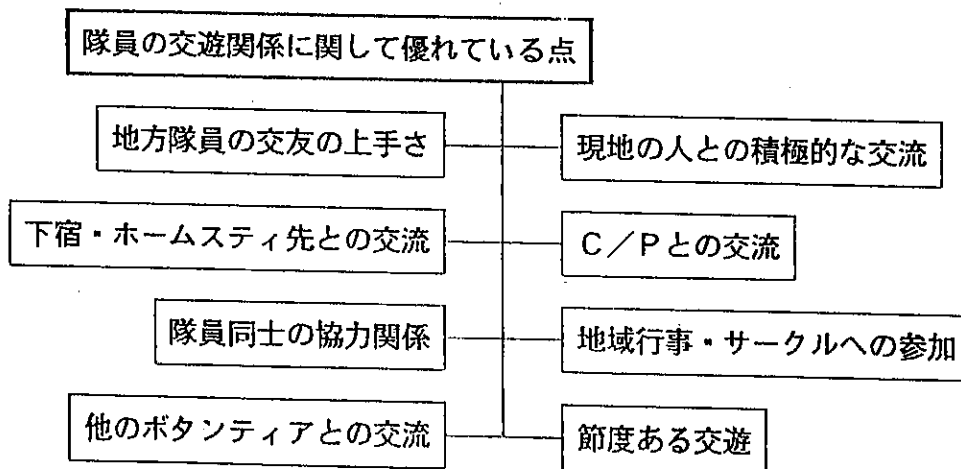 隊員の交遊関係に関して優れている点
地方隊員の交友の上手さ
現地の人との積極的な交流
下宿・ホームスティ先との交流
C/Pとの交流
隊員同士の協力関係
地域行事・サークルへの参加
他のボタンティアとの交流
節度ある交遊